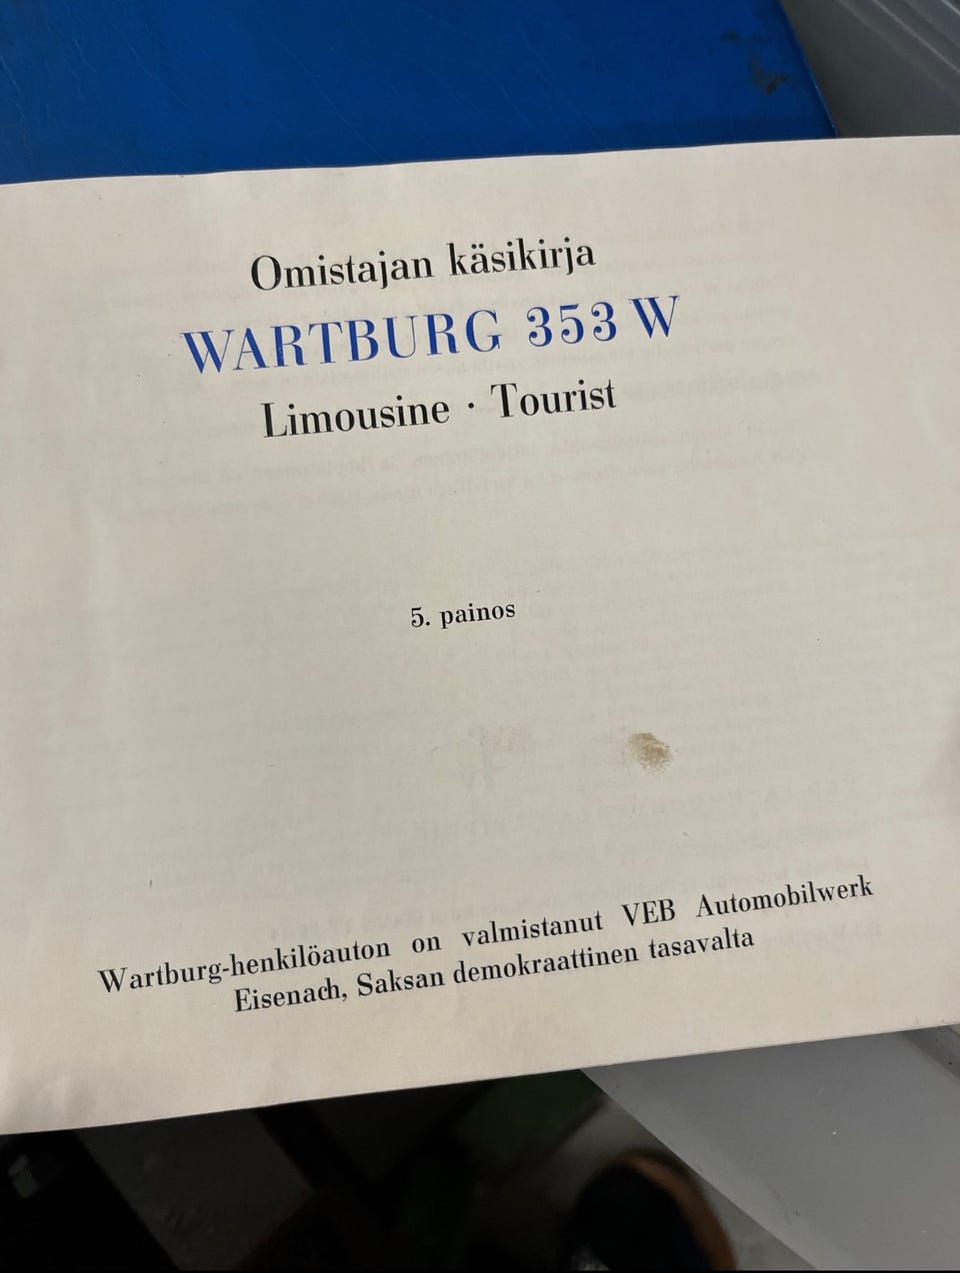 Omistajan käsikirja
WARTBURG 353 W
Limousine · Tourist
5. painos
Wartburg-henkilöauton on valmistanut VEB Automobilwerk
Eisenach, Saksan demokraattinen tasavalta